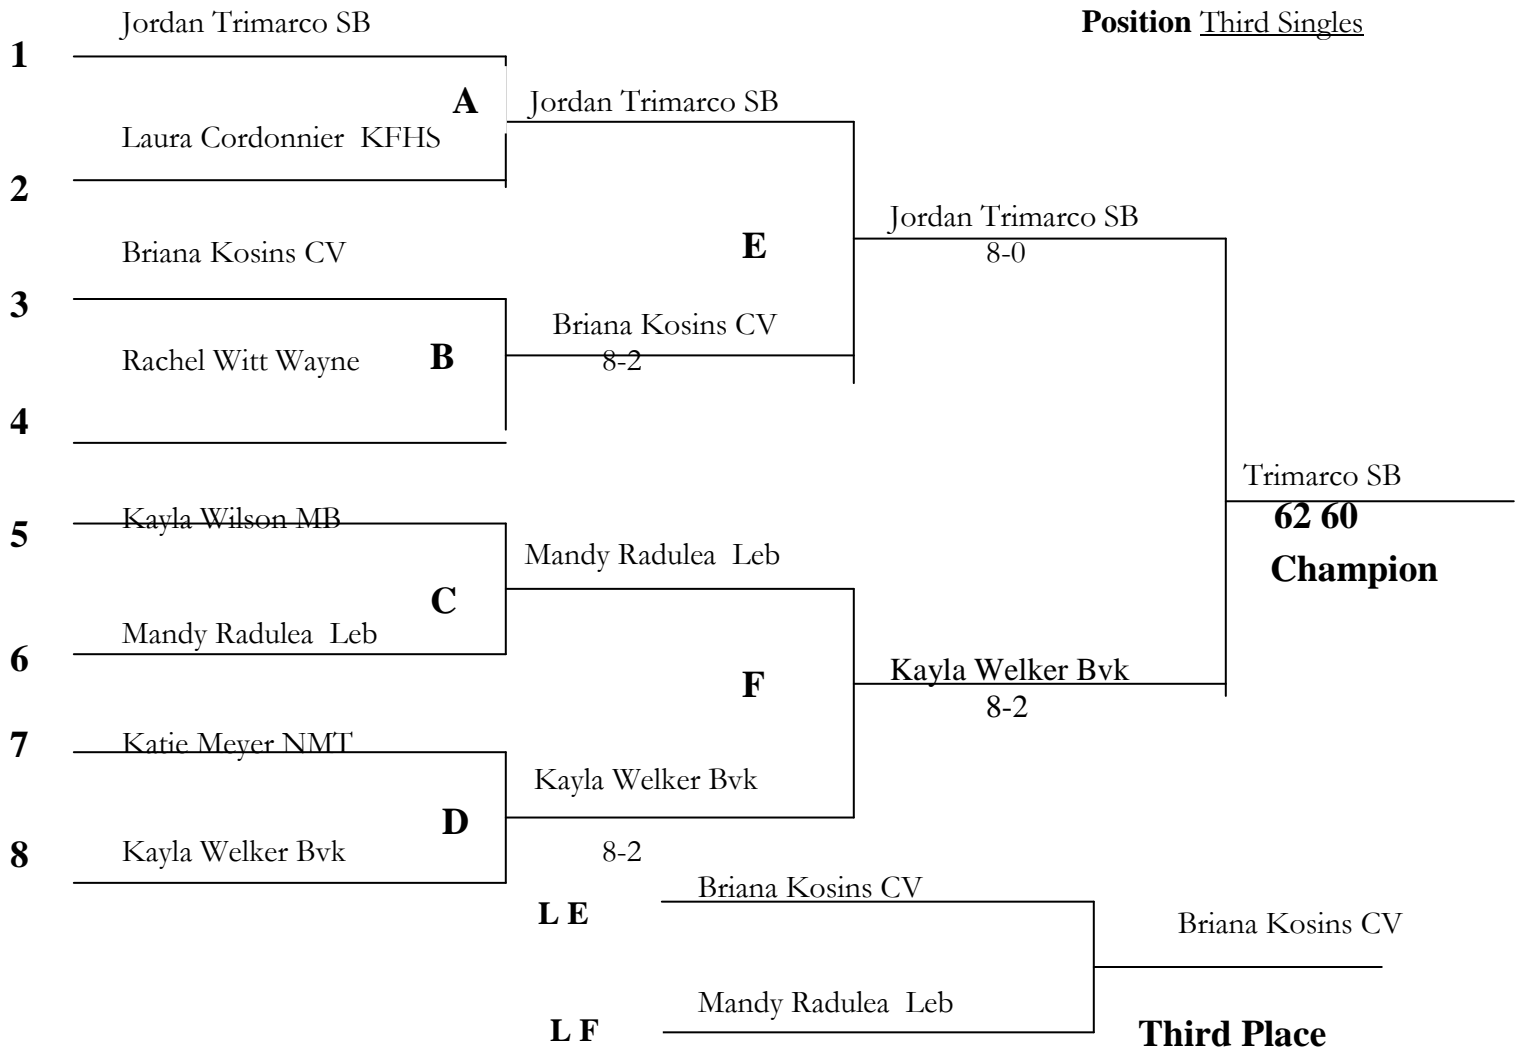 Jordan Trimarco SB
Position Third Singles
1
A
Jordan Trimarco SB
Laura Cordonnier KFHS
2
Jordan Trimarco SB
8-0
E
Briana Kosins CV
3
Briana Kosins CV
8-2
B
Rachel Witt Wayne
4
Trimarco SB
62 60
Champion
Kayla Wilson MB
5
Mandy Radulea Leb
C
Mandy Radulea Leb
6
F
Kayla Welker Bvk
8-2
7
Katie Meyer NMT
Kayla Welker Bvk
D
8
Kayla Welker Bvk
8-2
L E
Briana Kosins CV
Briana Kosins CV
Mandy Radulea Leb
L F
Third Place